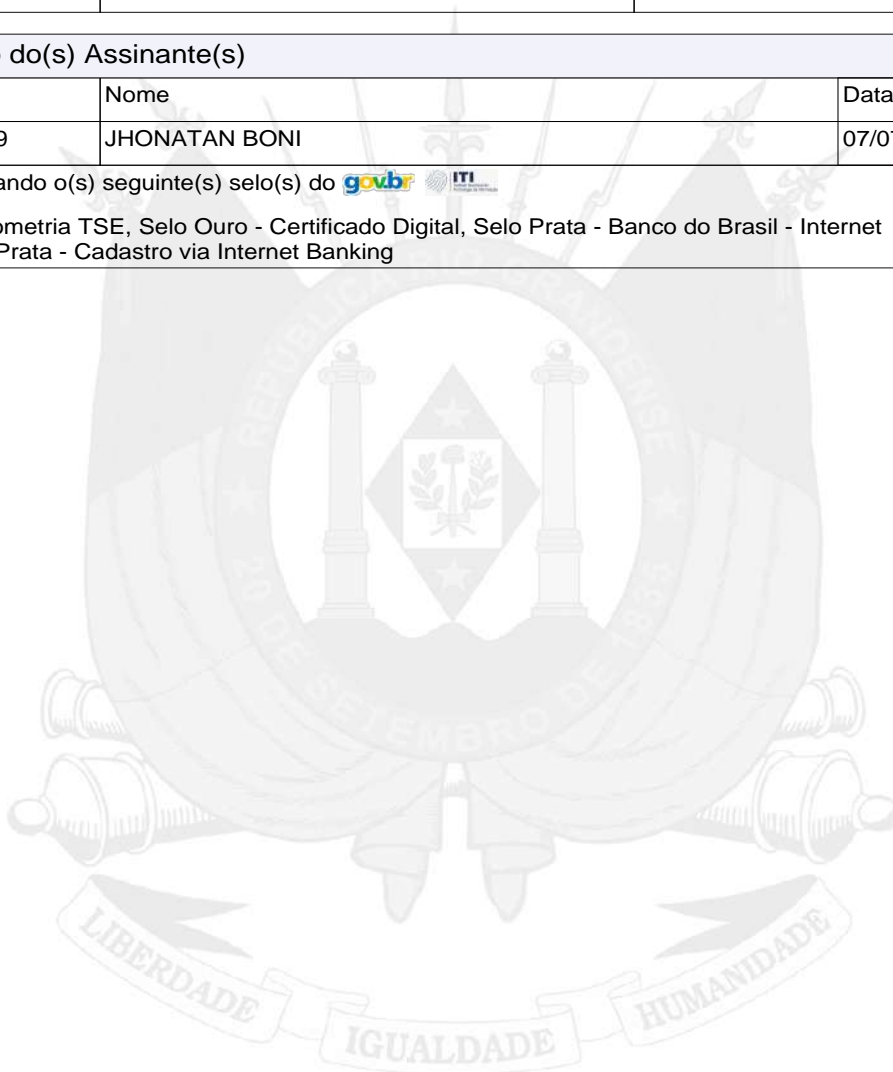 do(s) Assinante(s)
Nome
Data
9
JHONATAN BONI
07/07
ando o(s) seguinte(s) selo(s) do gov.br ITI
ometria TSE, Selo Ouro - Certificado Digital, Selo Prata - Banco do Brasil - Internet
Prata - Cadastro via Internet Banking
REPÚBLICA RIO-GRANDENSE
20 DE SETEMBRO DE 1835
LIBERDADE
IGUALDADE
HUMANIDADE